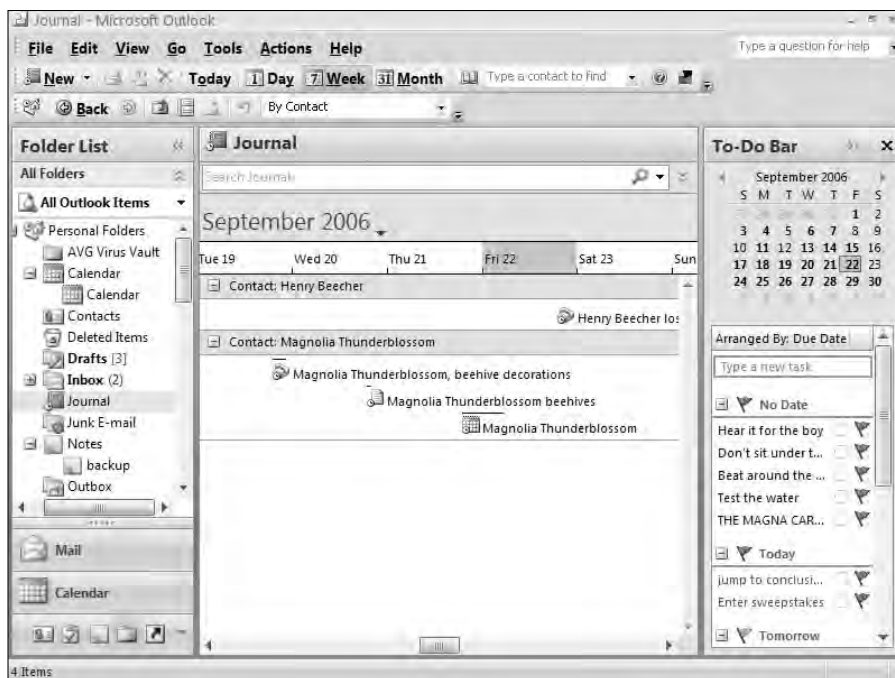 Journal - Microsoft Outlook
File Edit View Go Tools Actions Help
Type a question for help
New Today 1 Day 7 Week 31 Month Type a contact to find
Back By Contact
Folder List
All Folders
All Outlook Items
Personal Folders
AVG Virus Vault
Calendar
Calendar
Contacts
Deleted Items
Drafts [3]
Inbox (2)
Journal
Junk E-mail
Notes
backup
Outbox
Mail
Calendar
Journal
Search Journal
September 2006
Tue 19 Wed 20 Thu 21 Fri 22 Sat 23 Sun
Contact: Henry Beecher
Henry Beecher los
Contact: Magnolia Thunderblossom
Magnolia Thunderblossom, beehive decorations
Magnolia Thunderblossom beehives
Magnolia Thunderblossom
To-Do Bar
September 2006
S M T W T F S
1 2
3 4 5 6 7 8 9
10 11 12 13 14 15 16
17 18 19 20 21 22 23
24 25 26 27 28 29 30
Arranged By: Due Date
Type a new task
No Date
Hear it for the boy
Don't sit under t...
Beat around the ...
Test the water
THE MAGNA CAR...
Today
jump to conclusi...
Enter sweepstakes
Tomorrow
4 Items